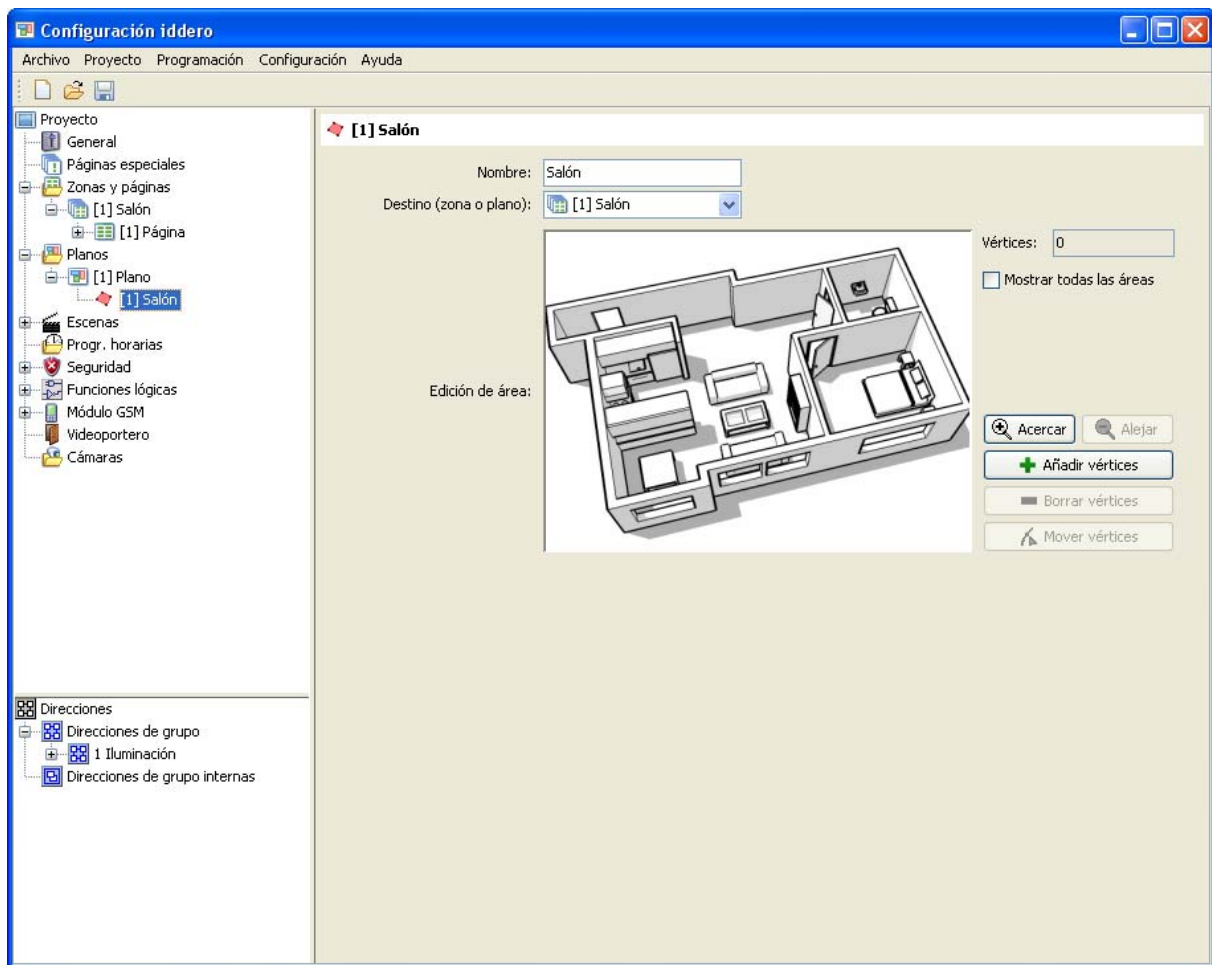 Configuración iddero
Archivo Proyecto Programación Configuración Ayuda
Proyecto
General
Páginas especiales
Zonas y páginas
[1] Salón
[1] Página
Planos
[1] Plano
[1] Salón
Escenas
Progr. horarias
Seguridad
Funciones lógicas
Módulo GSM
Videoportero
Cámaras
Direcciones
Direcciones de grupo
1 Iluminación
Direcciones de grupo internas
[1] Salón
Nombre: Salón
Destino (zona o plano): [1] Salón
Edición de área:
Vértices: 0
Mostrar todas las áreas
Acercar Alejar
Añadir vértices
Borrar vértices
Mover vértices